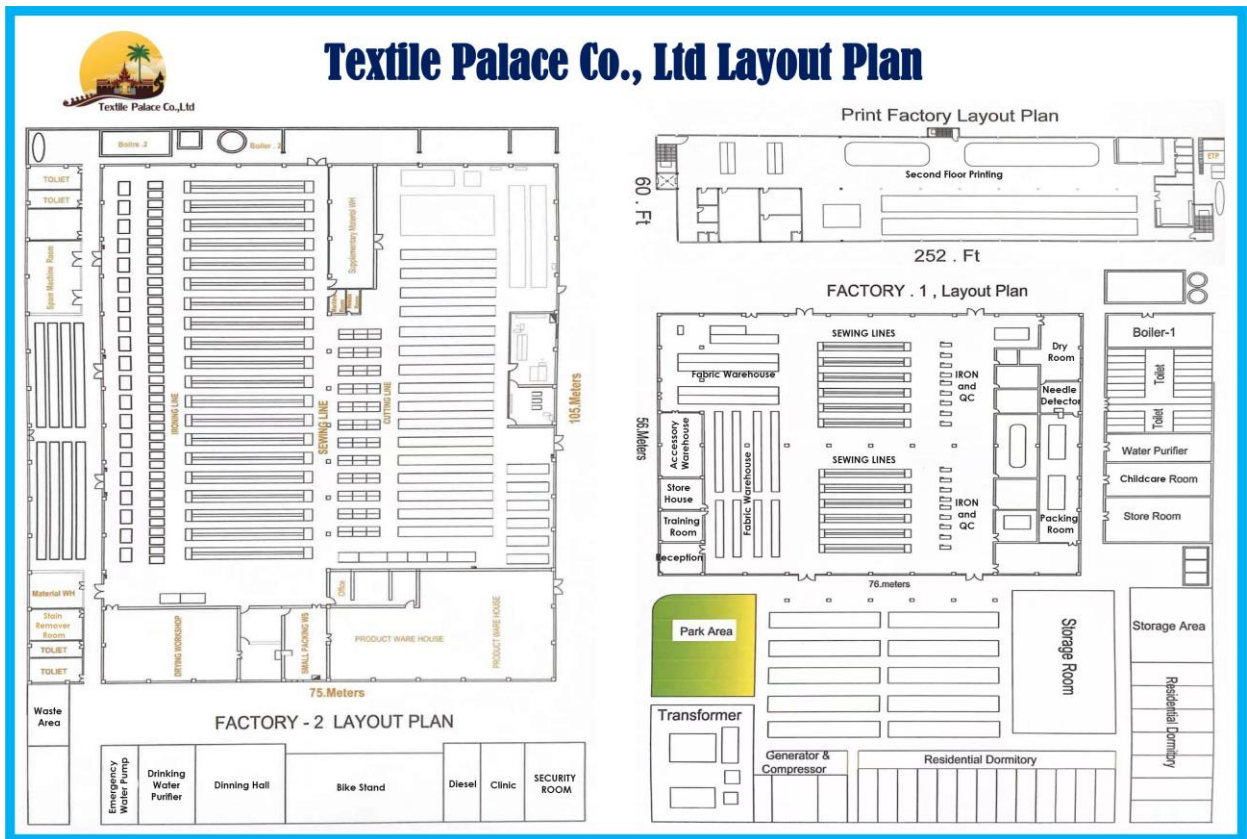 Textile Palace Co., Ltd Layout Plan
Textile Palace Co.,Ltd
Boilre .2
Boiler . 2
TOLIET
TOLIET
Spare Machine Room
Supplementary Material WH
IRONING LINE
SEWING LINE
CUTTING LINE
105.Meters
Material WH
Stain
Remover
Room
TOLIET
TOLIET
DRYING WORKSHOP
SMALL PACKING WS
Office
PRODUCT WARE HOUSE
PRODUCT WARE HOUSE
75.Meters
Waste
Area
FACTORY - 2 LAYOUT PLAN
Emergency
Water Pump
Drinking
Water
Purifier
Dinning Hall
Bike Stand
Diesel
Clinic
SECURITY
ROOM
Print Factory Layout Plan
60 . Ft
Second Floor Printing
ETP
252 . Ft
FACTORY . 1 , Layout Plan
56.Meters
SEWING LINES
Fabric Warehouse
IRON
and
QC
Dry
Room
Needle
Detector
Accessory
Warehouse
Fabric Warehouse
SEWING LINES
Store
House
Training
Room
Reception
IRON
and
QC
Packing
Room
76.meters
Boiler-1
Toilet
Toilet
Water Purifier
Childcare Room
Store Room
Park Area
Storage Room
Storage Area
Transformer
Generator &
Compressor
Residential Dormitory
Residential Dormitory